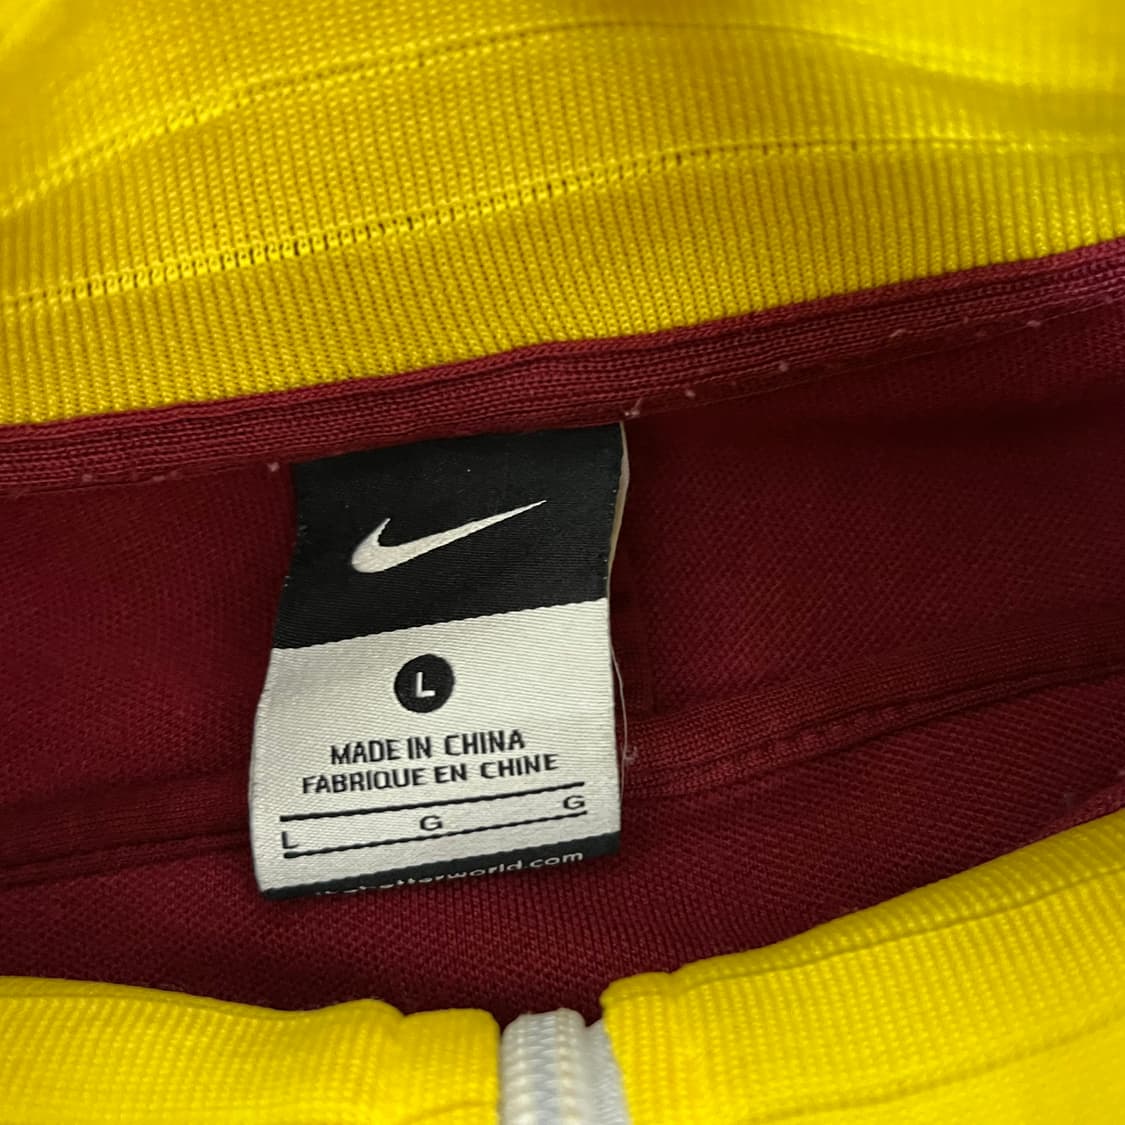 L
MADE IN CHINA
FABRIQUE EN CHINE
L G G